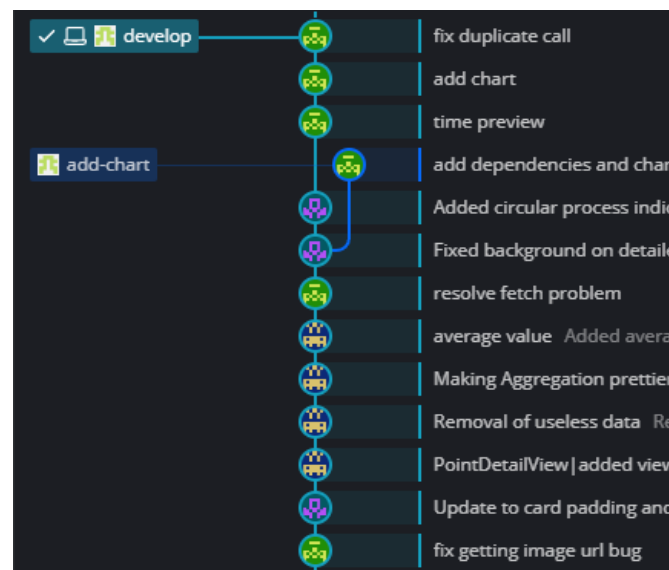 develop
fix duplicate call
add chart
time preview
add-chart
add dependencies and char
Added circular process indi
Fixed background on detail
resolve fetch problem
average value Added avera
Making Aggregation prettier
Removal of useless data Re
PointDetailView|added view
Update to card padding and
fix getting image url bug